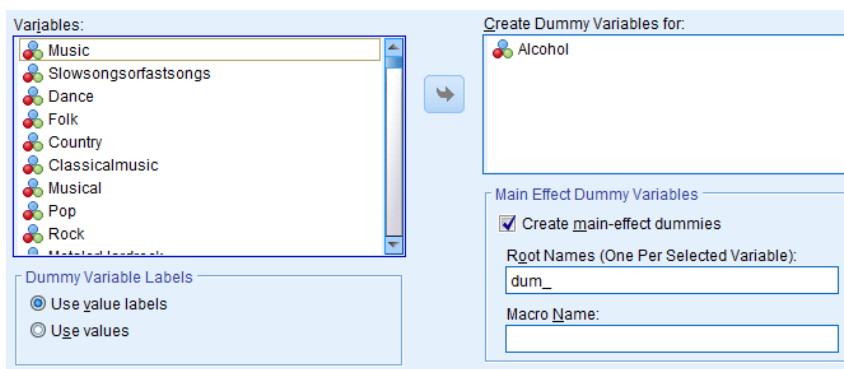 Variables:
Music
Slowsongsorfastsongs
Dance
Folk
Country
Classicalmusic
Musical
Pop
Rock
Dummy Variable Labels
Use value labels
Use values
Create Dummy Variables for:
Alcohol
Main Effect Dummy Variables
Create main-effect dummies
Root Names (One Per Selected Variable):
dum_
Macro Name: